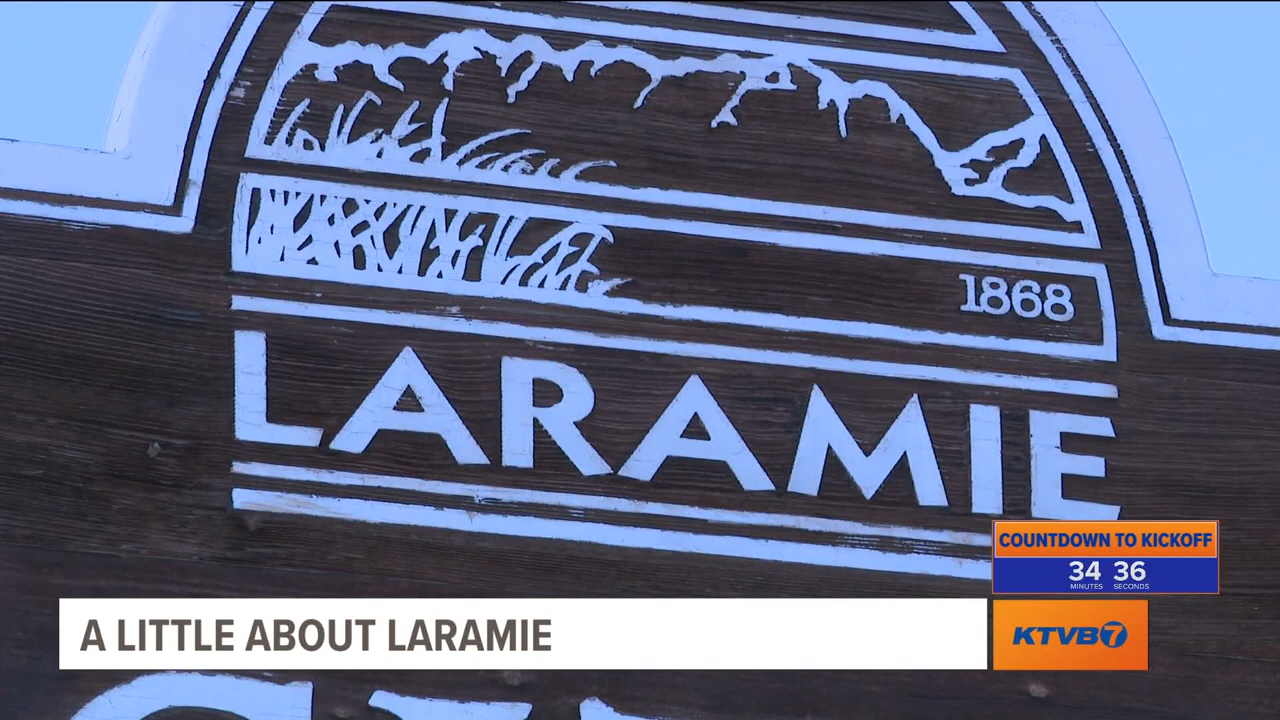 1868
LARAMIE
COUNTDOWN TO KICKOFF
34 36
MINUTES SECONDS
A LITTLE ABOUT LARAMIE
KTVB7